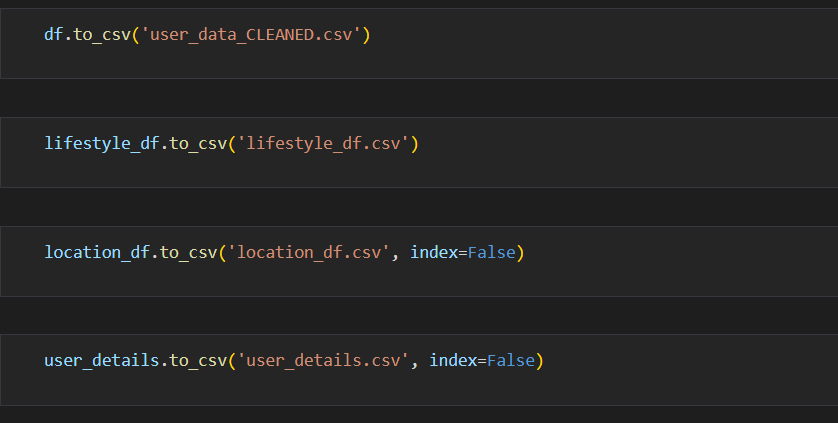 df.to_csv('user_data_CLEANED.csv')
lifestyle_df.to_csv('lifestyle_df.csv')
location_df.to_csv('location_df.csv', index=False)
user_details.to_csv('user_details.csv', index=False)